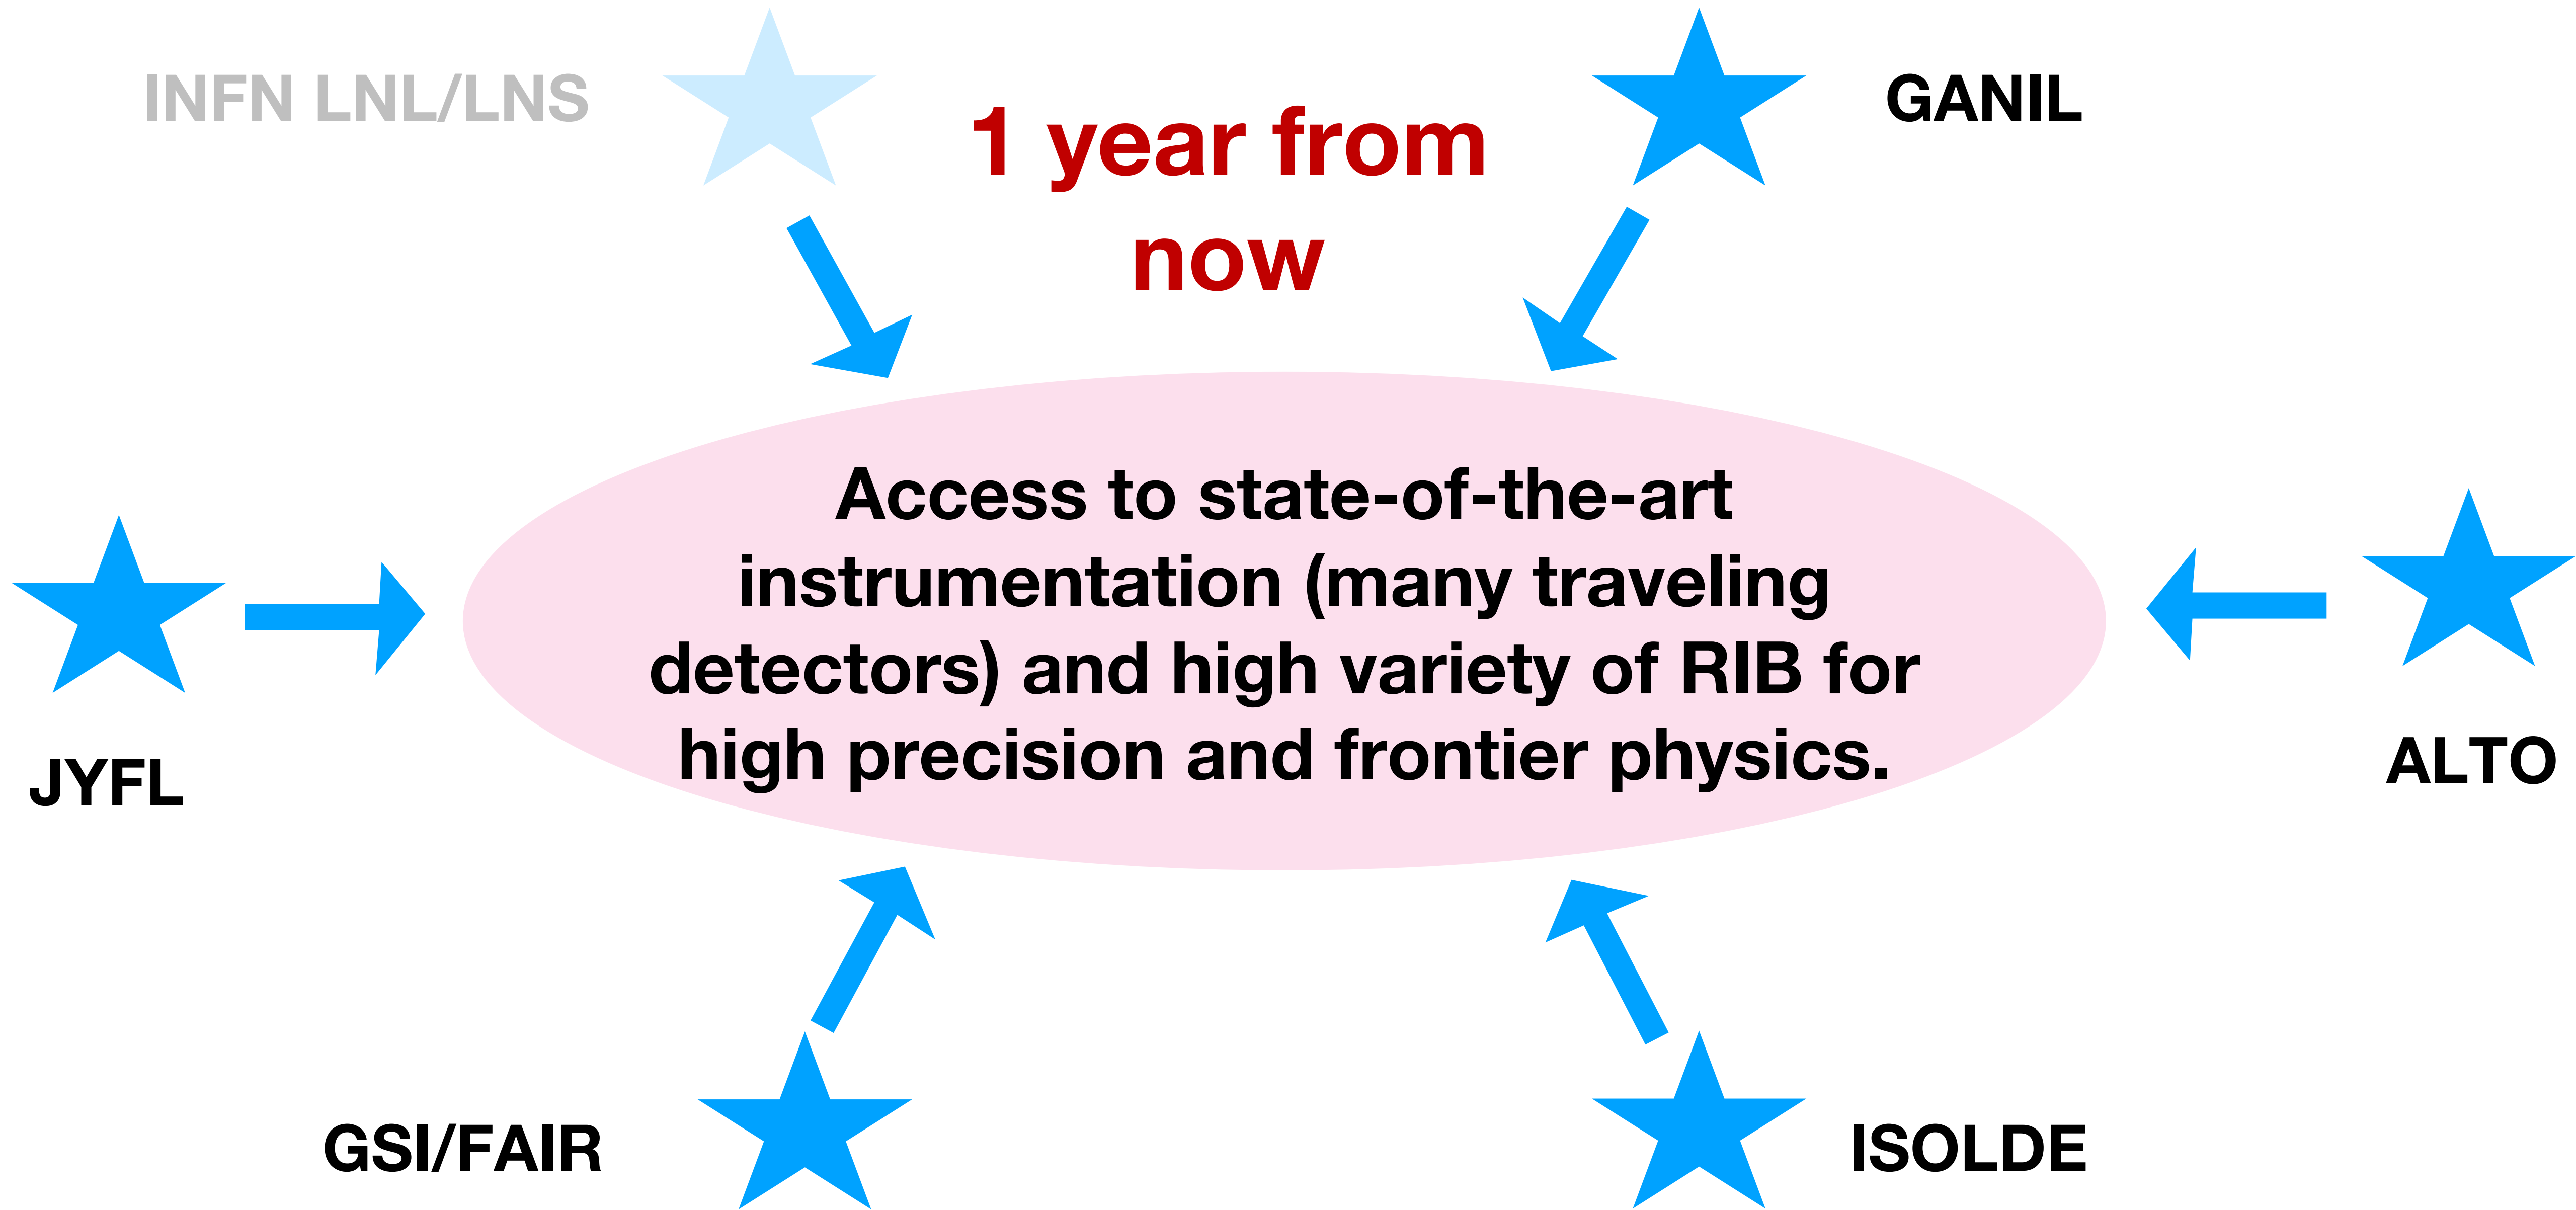 INFN LNL/LNS
1 year from
now
GANIL
Access to state-of-the-art
instrumentation (many traveling
detectors) and high variety of RIB for
high precision and frontier physics.
JYFL
ALTO
GSI/FAIR
ISOLDE